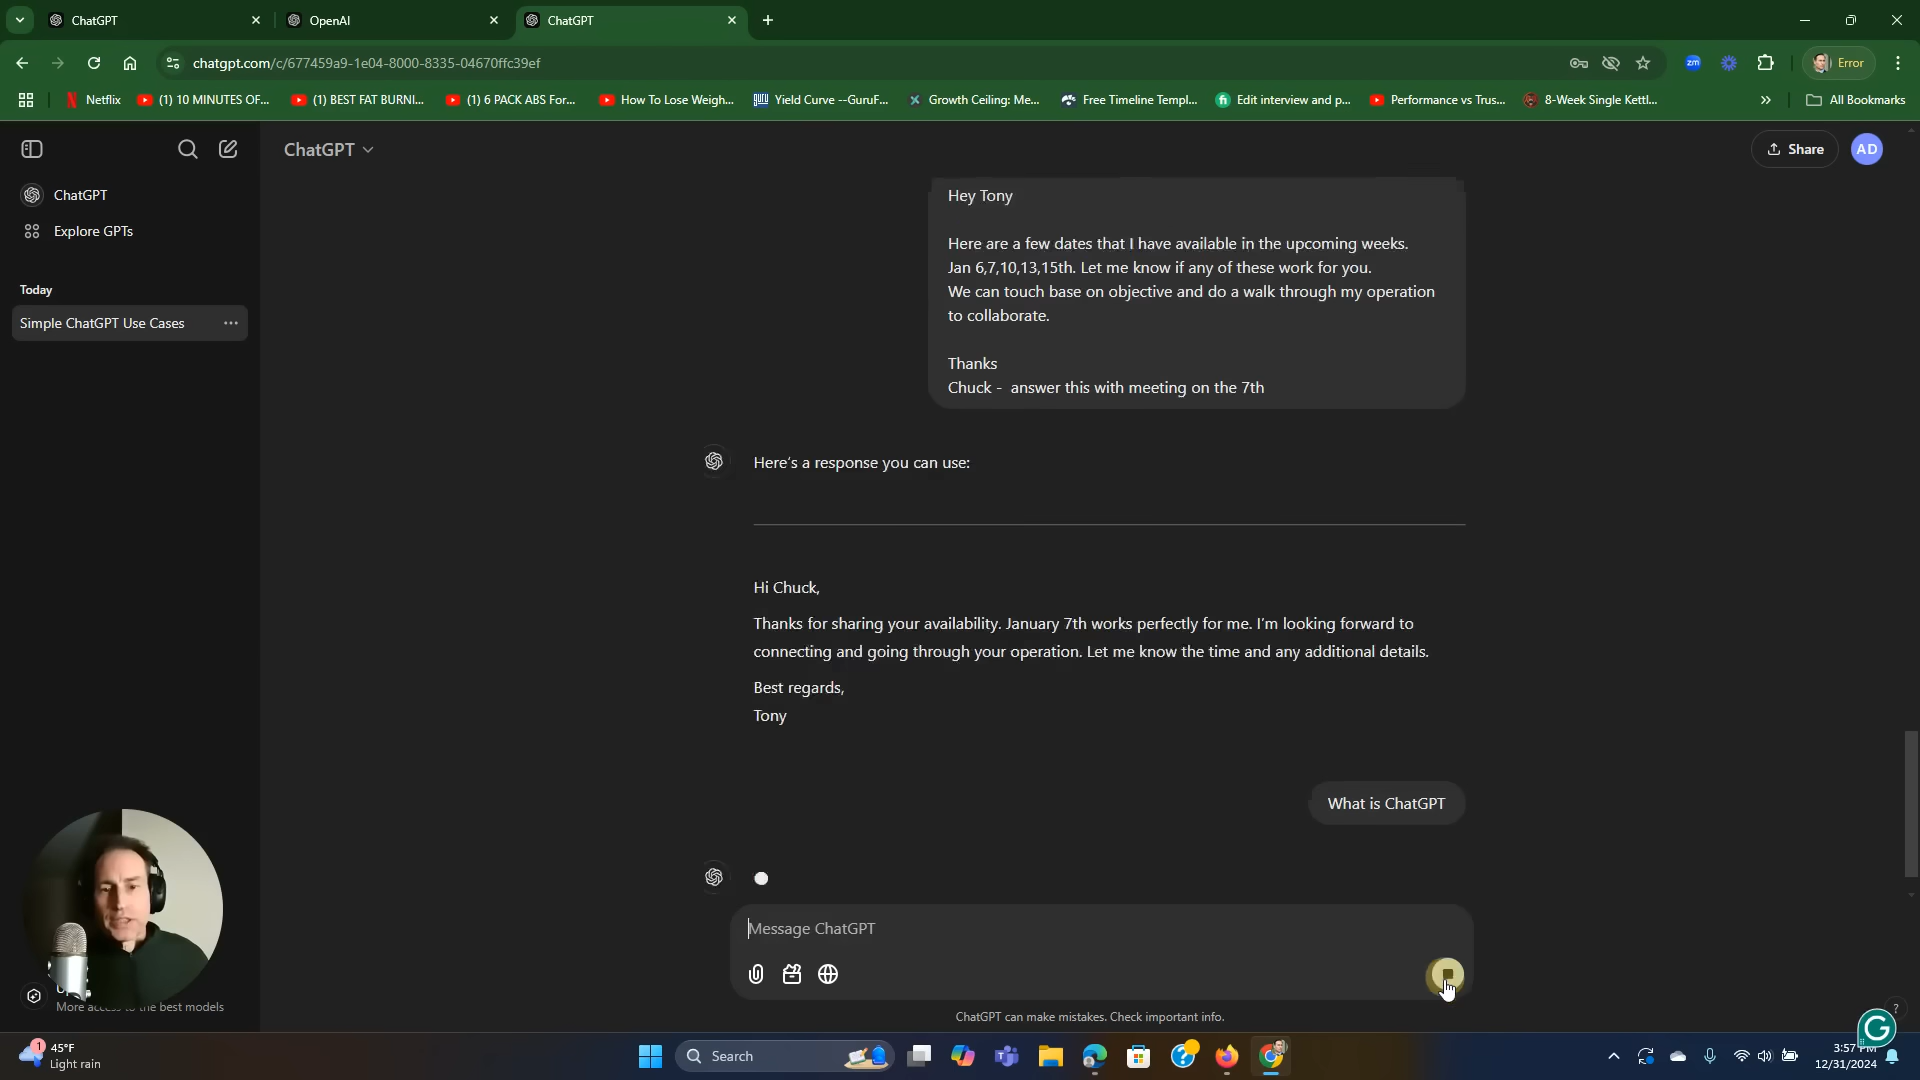 ChatGPT
OpenAI
ChatGPT
chatgpt.com/c/677459a9-1e04-8000-8335-04670ffc39ef
zm
Error
Netflix
(1) 10 MINUTES OF...
(1) BEST FAT BURNI...
(1) 6 PACK ABS For...
How To Lose Weigh...
Yield Curve --GuruF...
Growth Ceiling: Me...
Free Timeline Templ...
Edit interview and p...
Performance vs Trus...
8-Week Single Kettl...
All Bookmarks
ChatGPT
Share
AD
ChatGPT
Explore GPTs
Today
Simple ChatGPT Use Cases
Hey Tony
Here are a few dates that I have available in the upcoming weeks.
Jan 6,7,10,13,15th. Let me know if any of these work for you.
We can touch base on objective and do a walk through my operation
to collaborate.
Thanks
Chuck -  answer this with meeting on the 7th
Here's a response you can use:
Hi Chuck,
Thanks for sharing your availability. January 7th works perfectly for me. I'm looking forward to
connecting and going through your operation. Let me know the time and any additional details.
Best regards,
Tony
What is ChatGPT
Message ChatGPT
More access to the best models
ChatGPT can make mistakes. Check important info.
?
G
1
45°F
Light rain
Search
3:57 PM
12/31/2024